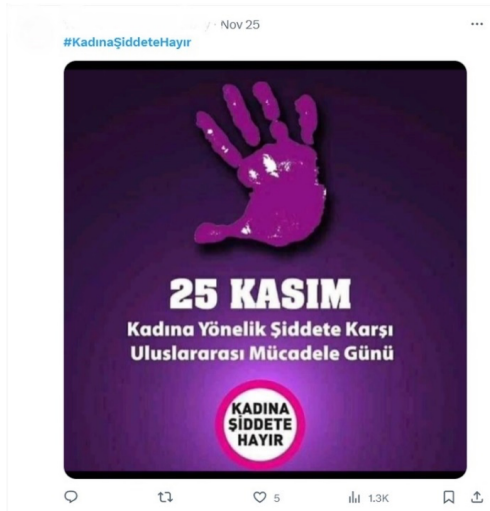 · Nov 25
#KadınaŞiddeteHayır
25 KASIM
Kadına Yönelik Şiddete Karşı
Uluslararası Mücadele Günü
KADINA
ŞİDDETE
HAYIR
5 1.3K